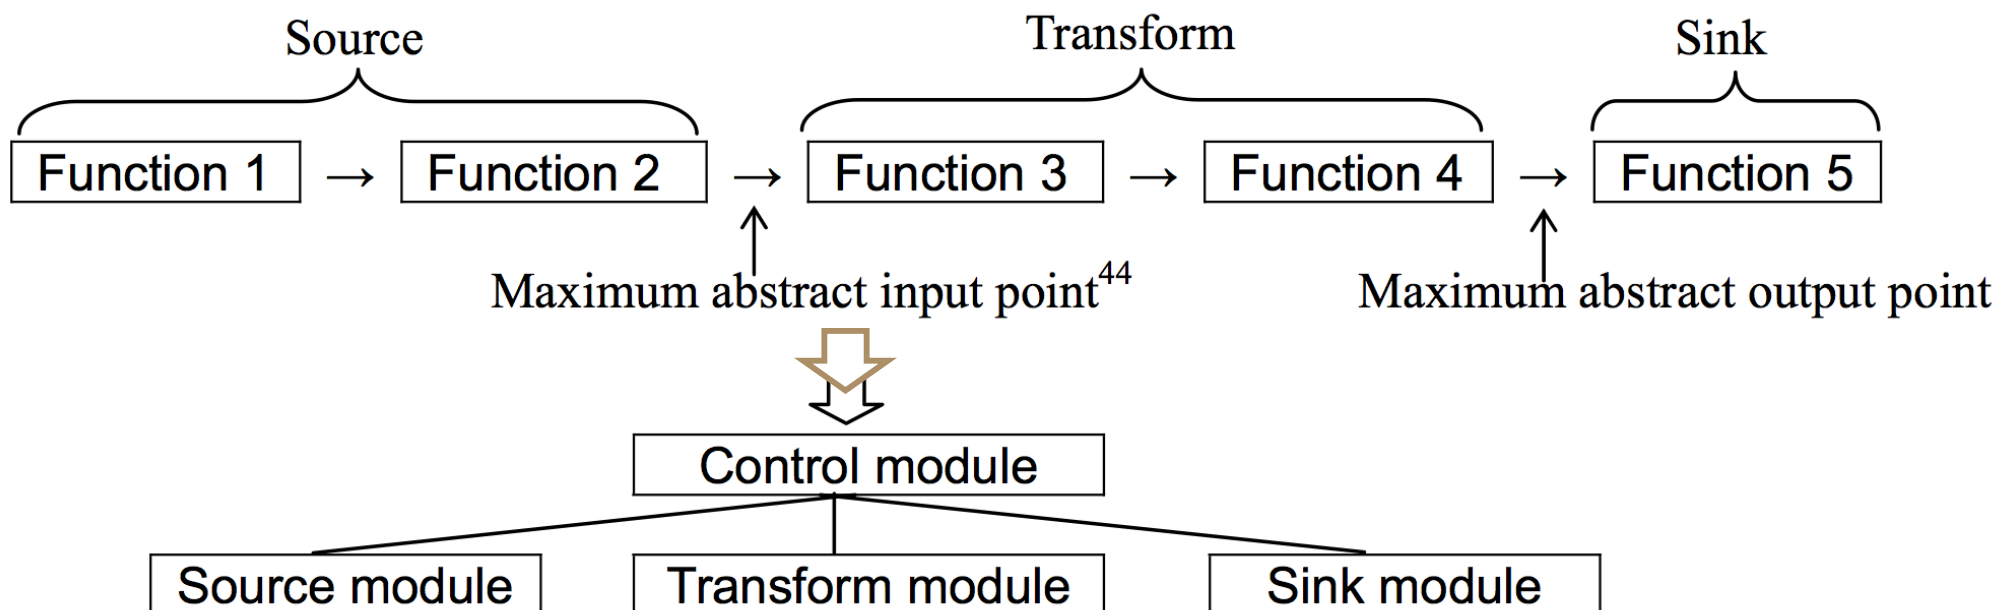 Source Transform Sink
Function 1 → Function 2 → Function 3 → Function 4 → Function 5
Maximum abstract input point44 Maximum abstract output point
Control module
Source module Transform module Sink module